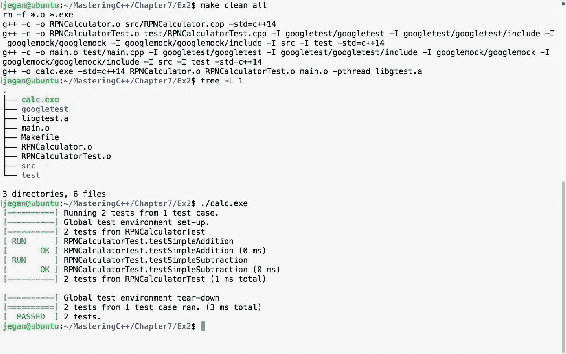 jegan@ubuntu:~/MasteringC++/Chapter7/Ex2$ make clean all
rm -f *.o *.exe
g++ -c -o RPNCalculator.o src/RPNCalculator.cpp -std=c++14
g++ -c -o RPNCalculatorTest.o test/RPNCalculatorTest.cpp -I googletest/googletest -I googletest/googletest/include -I
googlemock/googlemock -I googlemock/googlemock/include -I src -I test -std=c++14
g++ -c -o main.o test/main.cpp -I googletest/googletest -I googletest/googletest/include -I googlemock/googlemock -I
googlemock/googlemock/include -I src -I test -std=c++14
g++ -o calc.exe -std=c++14 RPNCalculator.o RPNCalculatorTest.o main.o -pthread libgtest.a
jegan@ubuntu:~/MasteringC++/Chapter7/Ex2$ tree -L 1
.
├── calc.exe
├── googletest
├── libgtest.a
├── main.o
├── Makefile
├── RPNCalculator.o
├── RPNCalculatorTest.o
├── src
└── test
3 directories, 6 files
jegan@ubuntu:~/MasteringC++/Chapter7/Ex2$ ./calc.exe
[==========] Running 2 tests from 1 test case.
[----------] Global test environment set-up.
[----------] 2 tests from RPNCalculatorTest
[ RUN      ] RPNCalculatorTest.testSimpleAddition
[       OK ] RPNCalculatorTest.testSimpleAddition (0 ms)
[ RUN      ] RPNCalculatorTest.testSimpleSubtraction
[       OK ] RPNCalculatorTest.testSimpleSubtraction (0 ms)
[----------] 2 tests from RPNCalculatorTest (1 ms total)
[----------] Global test environment tear-down
[==========] 2 tests from 1 test case ran. (3 ms total)
[  PASSED  ] 2 tests.
jegan@ubuntu:~/MasteringC++/Chapter7/Ex2$